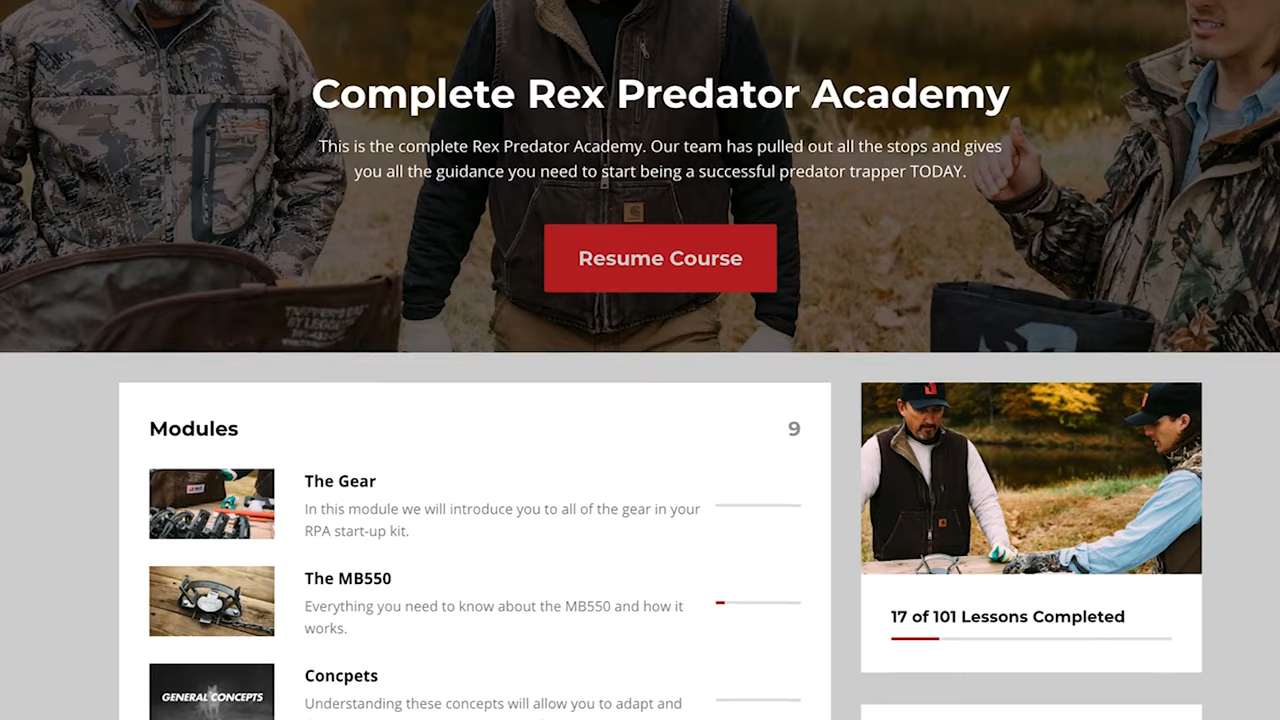 Complete Rex Predator Academy
This is the complete Rex Predator Academy. Our team has pulled out all the stops and gives
you all the guidance you need to start being a successful predator trapper TODAY.
Resume Course
Modules
9
The Gear
In this module we will introduce you to all of the gear in your
RPA start-up kit.
The MB550
Everything you need to know about the MB550 and how it
works.
GENERAL CONCEPTS
Concpets
Understanding these concepts will allow you to adapt and
17 of 101 Lessons Completed